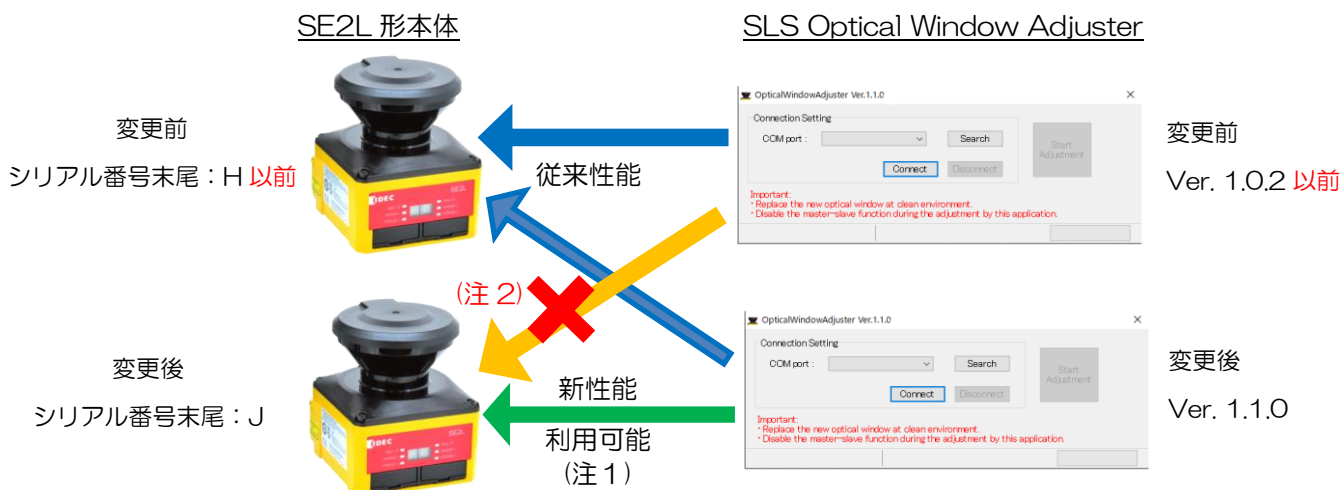 SE2L 形本体
SLS Optical Window Adjuster
変更前
シリアル番号末尾：H 以前
IDEC
SE2L
従来性能
OpticalWindowAdjuster Ver.1.1.0
Connection Setting
COM port :
Search
Connect
Disconnect
Start
Adjustment
Important:
・Replace the new optical window at clean environment.
・Disable the master-slave function during the adjustment by this application.
変更前
Ver. 1.0.2 以前
(注 2)
変更後
シリアル番号末尾：J
IDEC
SE2L
新性能
利用可能
(注 1)
OpticalWindowAdjuster Ver.1.1.0
Connection Setting
COM port :
Search
Connect
Disconnect
Start
Adjustment
Important:
・Replace the new optical window at clean environment.
・Disable the master-slave function during the adjustment by this application.
変更後
Ver. 1.1.0